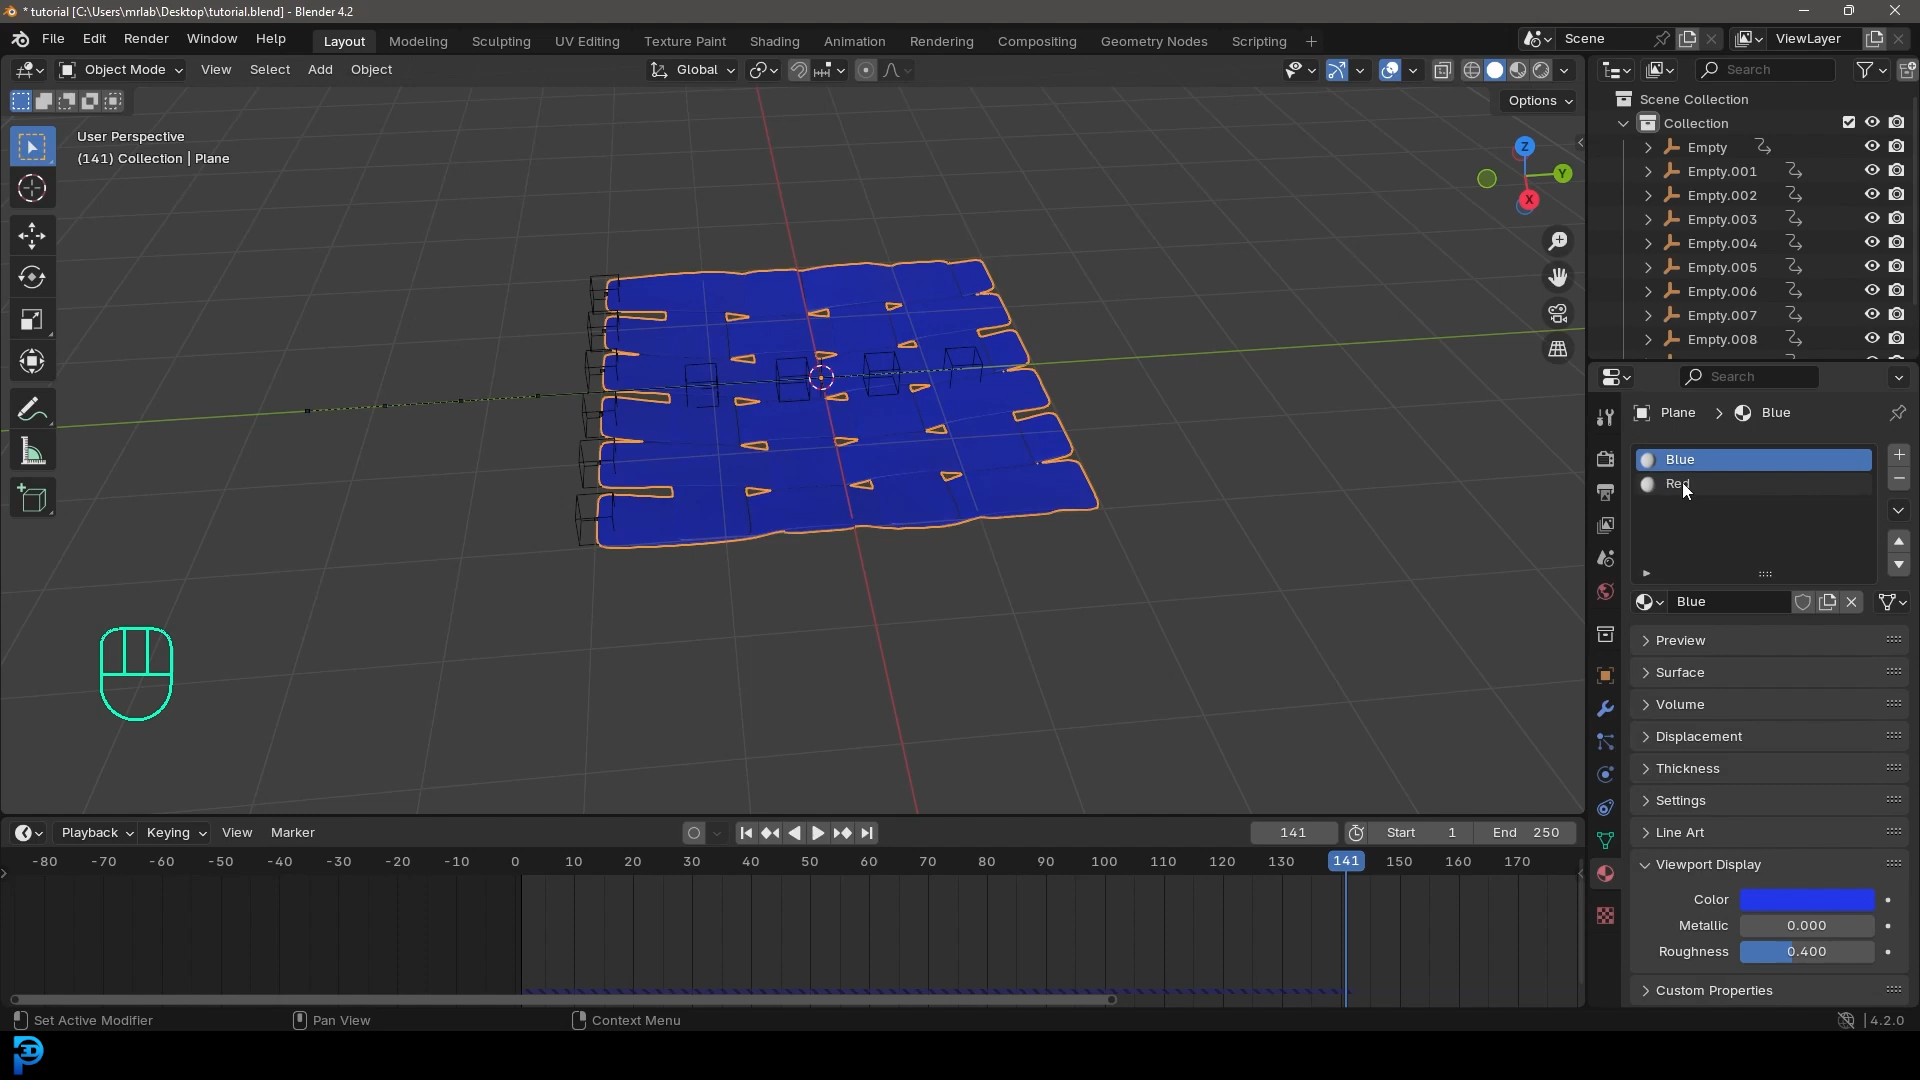 * tutorial [C:\Users\mrlab\Desktop\tutorial.blend] - Blender 4.2
File Edit Render Window Help
Layout Modeling Sculpting UV Editing Texture Paint Shading Animation Rendering Compositing Geometry Nodes Scripting +
Scene
ViewLayer
Object Mode View Select Add Object
Global
Search
Options
User Perspective
(141) Collection | Plane
Z
Y
X
Scene Collection
Collection
Empty
Empty.001
Empty.002
Empty.003
Empty.004
Empty.005
Empty.006
Empty.007
Empty.008
Search
Plane > Blue
Blue
Red
Blue
Preview
Surface
Volume
Displacement
Thickness
Settings
Line Art
Viewport Display
Color
Metallic 0.000
Roughness 0.400
Custom Properties
Playback Keying View Marker
141 Start 1 End 250
-80 -70 -60 -50 -40 -30 -20 -10 0 10 20 30 40 50 60 70 80 90 100 110 120 130 141 150 160 170
Set Active Modifier Pan View Context Menu
4.2.0